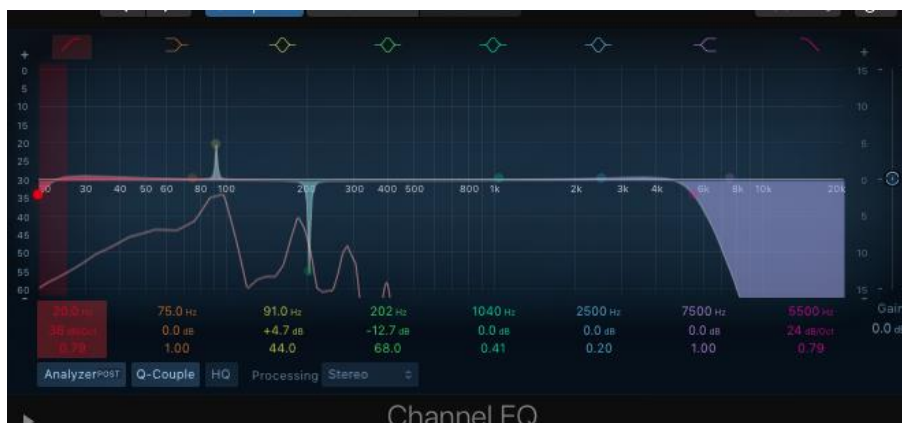 + +
0 15
5
10 10
15
20 5
25
30 0
20 30 40 50 60 80 100 200 300 400 500 800 1k 2k 3k 4k 6k 8k 10k 20k
35
40 5
45
50 10
55
60 15
- -
20.0 Hz 75.0 Hz 91.0 Hz 202 Hz 1040 Hz 2500 Hz 7500 Hz 5500 Hz Gain
36 dB/Oct 0.0 dB +4.7 dB -12.7 dB 0.0 dB 0.0 dB 0.0 dB 24 dB/Oct 0.0 dB
0.79 1.00 44.0 68.0 0.41 0.20 1.00 0.79
Analyzer POST Q-Couple HQ Processing Stereo
Channel EQ